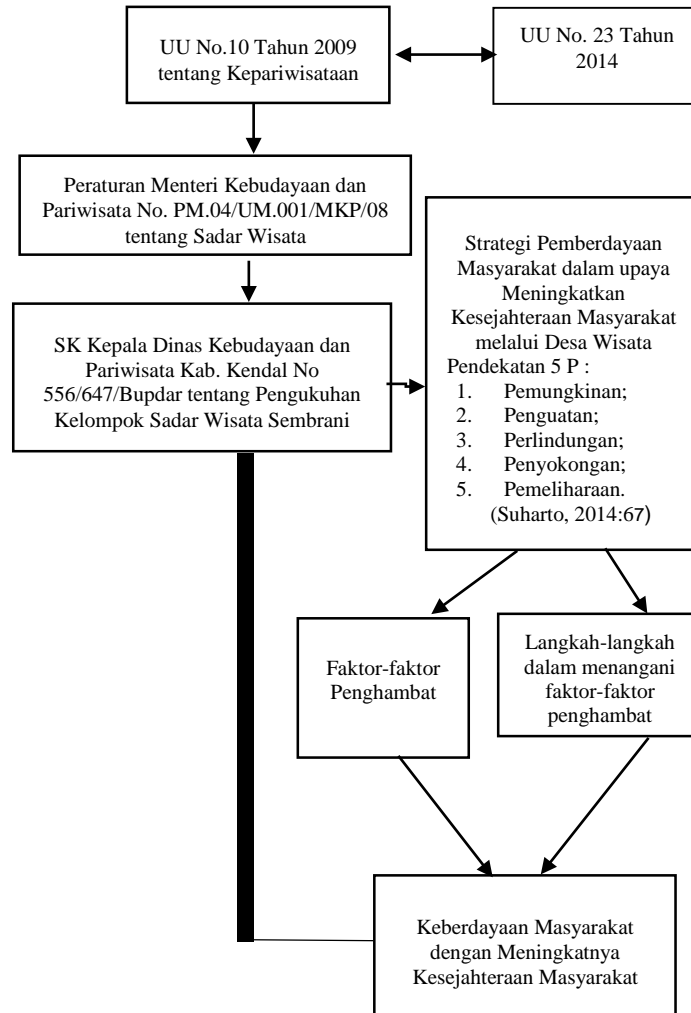 UU No.10 Tahun 2009
tentang Kepariwisataan
UU No. 23 Tahun
2014
Peraturan Menteri Kebudayaan dan
Pariwisata No. PM.04/UM.001/MKP/08
tentang Sadar Wisata
SK Kepala Dinas Kebudayaan dan
Pariwisata Kab. Kendal No
556/647/Bupdar tentang Pengukuhan
Kelompok Sadar Wisata Sembrani
Strategi Pemberdayaan
Masyarakat dalam upaya
Meningkatkan
Kesejahteraan Masyarakat
melalui Desa Wisata
Pendekatan 5 P :
1. Pemungkinan;
2. Penguatan;
3. Perlindungan;
4. Penyokongan;
5. Pemeliharaan.
(Suharto, 2014:67)
Faktor-faktor
Penghambat
Langkah-langkah
dalam menangani
faktor-faktor
penghambat
Keberdayaan Masyarakat
dengan Meningkatnya
Kesejahteraan Masyarakat